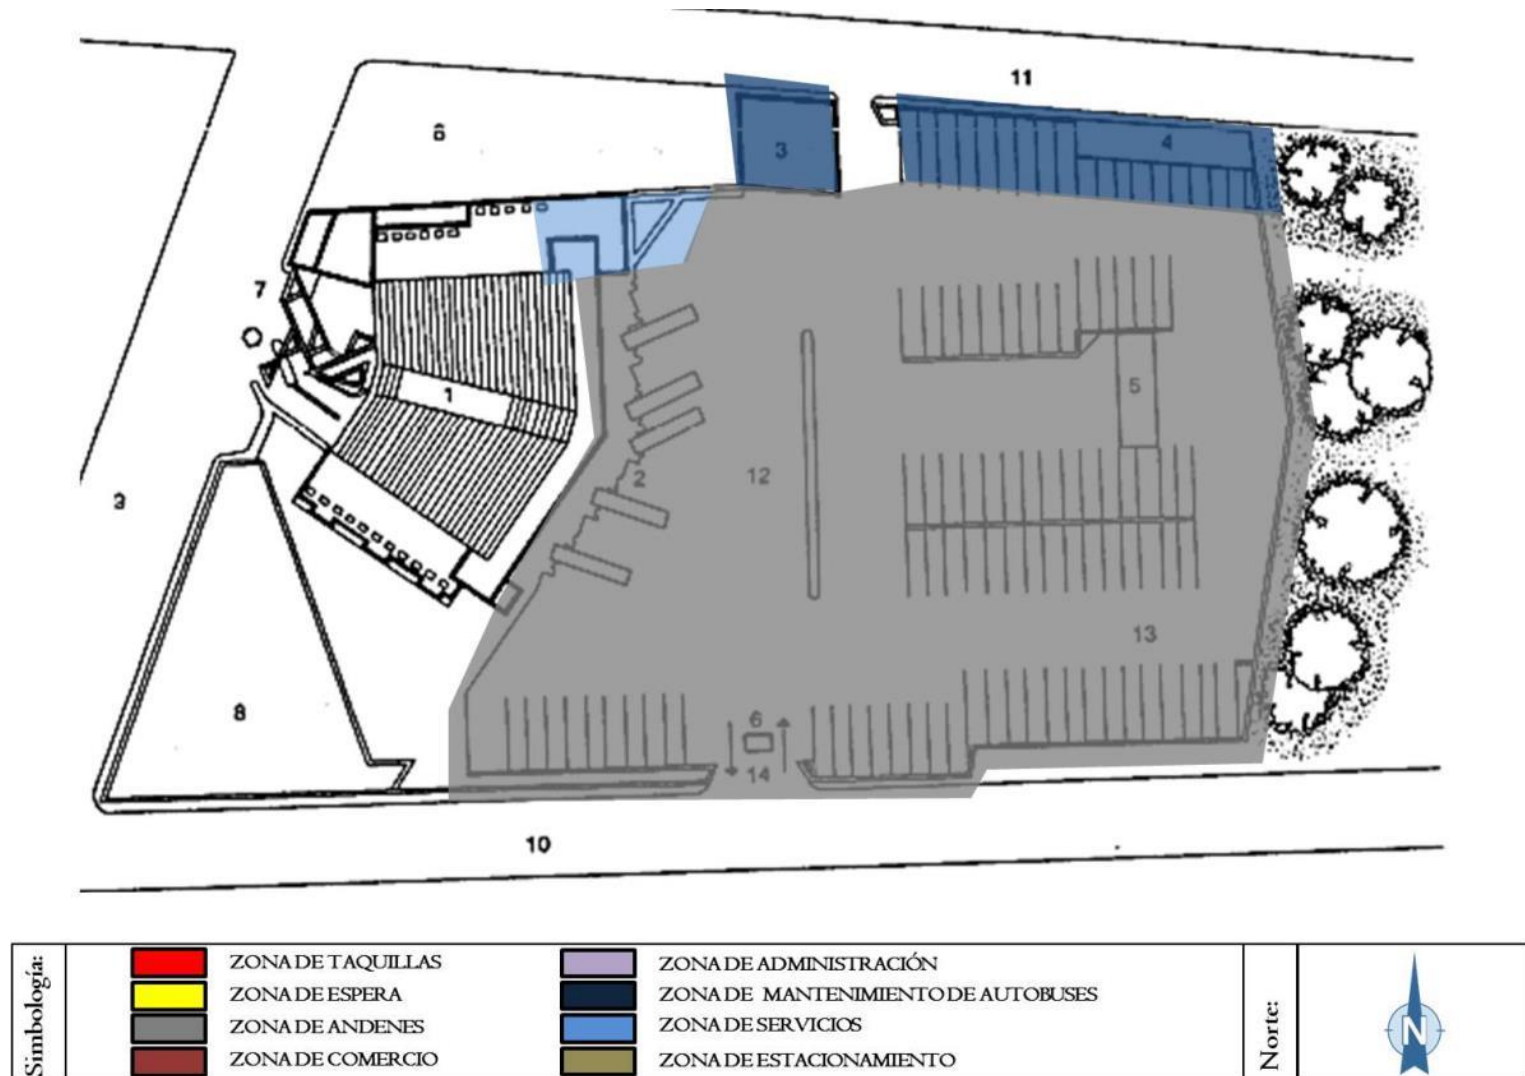 11
8
3
4
7
1
5
3
2
12
13
8
6
14
10
Simbología:
ZONA DE TAQUILLAS
ZONA DE ESPERA
ZONA DE ANDENES
ZONA DE COMERCIO
ZONA DE ADMINISTRACIÓN
ZONA DE MANTENIMIENTO DE AUTOBUSES
ZONA DE SERVICIOS
ZONA DE ESTACIONAMIENTO
Norte:
N